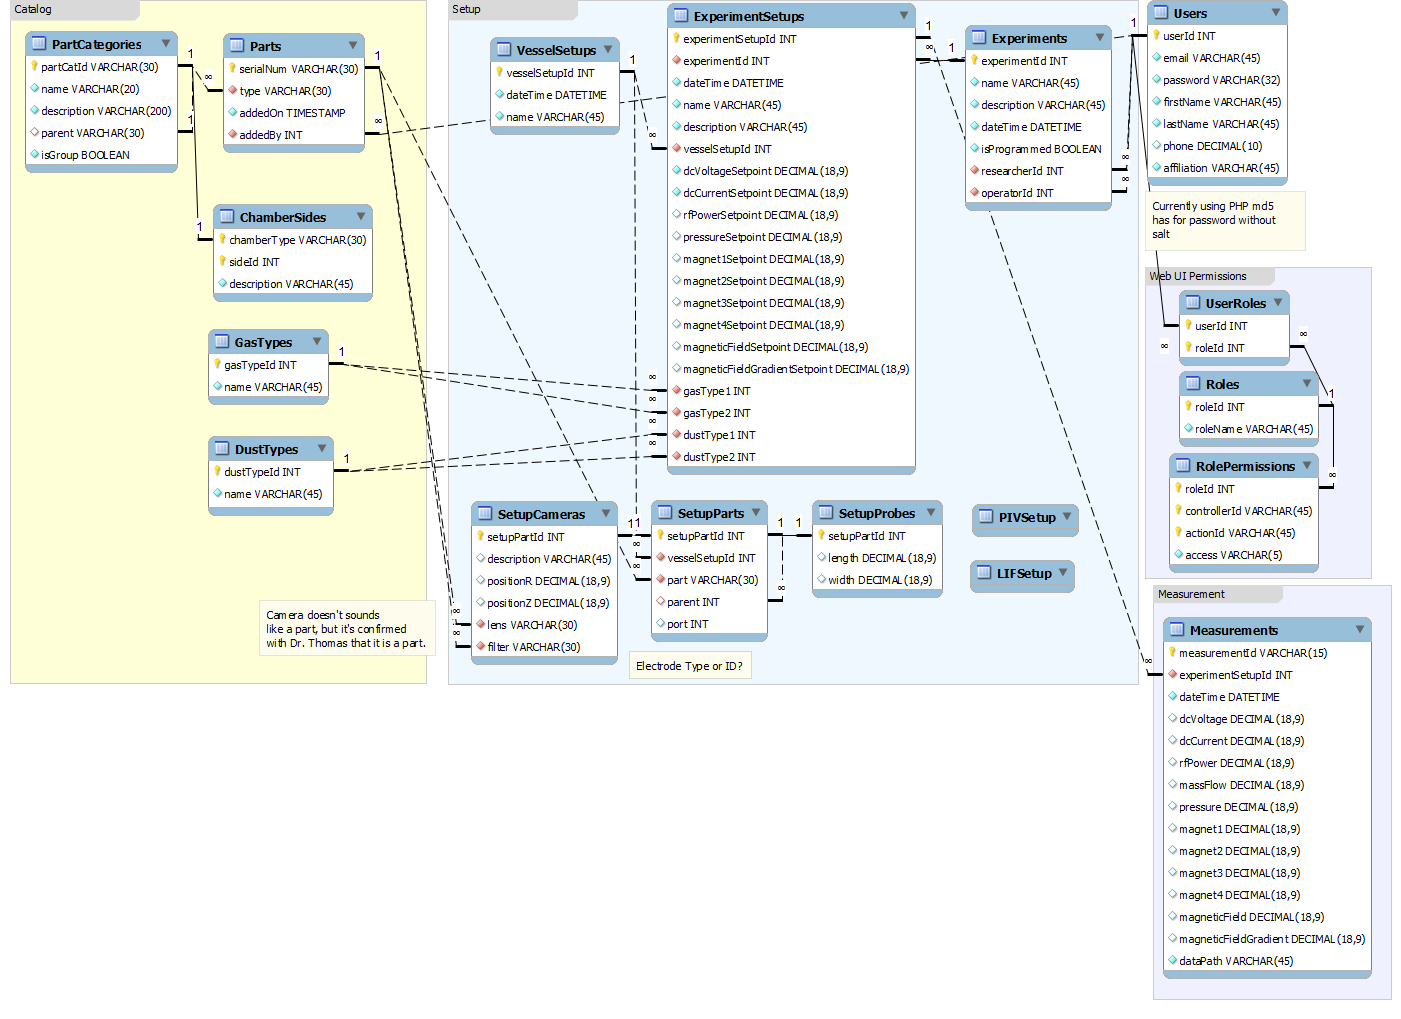 Catalog
PartCategories
partCatId VARCHAR(30)
name VARCHAR(20)
description VARCHAR(200)
parent VARCHAR(30)
isGroup BOOLEAN
1
1
Parts
serialNum VARCHAR(30)
type VARCHAR(30)
addedOn TIMESTAMP
addedBy INT
∞
1
∞
ChamberSides
chamberType VARCHAR(30)
sideId INT
description VARCHAR(45)
1
GasTypes
gasTypeId INT
name VARCHAR(45)
1
DustTypes
dustTypeId INT
name VARCHAR(45)
1
Camera doesn't sounds
like a part, but it's confirmed
with Dr. Thomas that it is a part.
Setup
VesselSetups
vesselSetupId INT
dateTime DATETIME
name VARCHAR(45)
1
ExperimentSetups
experimentSetupId INT
experimentId INT
dateTime DATETIME
name VARCHAR(45)
description VARCHAR(45)
vesselSetupId INT
dcVoltageSetpoint DECIMAL(18,9)
dcCurrentSetpoint DECIMAL(18,9)
rfPowerSetpoint DECIMAL(18,9)
pressureSetpoint DECIMAL(18,9)
magnet1Setpoint DECIMAL(18,9)
magnet2Setpoint DECIMAL(18,9)
magnet3Setpoint DECIMAL(18,9)
magnet4Setpoint DECIMAL(18,9)
magneticFieldSetpoint DECIMAL(18,9)
magneticFieldGradientSetpoint DECIMAL(18,9)
gasType1 INT
gasType2 INT
dustType1 INT
dustType2 INT
1
∞
∞
∞
∞
∞
∞
Experiments
experimentId INT
name VARCHAR(45)
description VARCHAR(45)
dateTime DATETIME
isProgrammed BOOLEAN
researcherId INT
operatorId INT
1
∞
∞
SetupCameras
setupPartId INT
description VARCHAR(45)
positionR DECIMAL(18,9)
positionZ DECIMAL(18,9)
lens VARCHAR(30)
filter VARCHAR(30)
∞
∞
11
∞
∞
SetupParts
setupPartId INT
vesselSetupId INT
part VARCHAR(30)
parent INT
port INT
1
1
∞
Electrode Type or ID?
SetupProbes
setupPartId INT
length DECIMAL(18,9)
width DECIMAL(18,9)
PIVSetup
LIFSetup
Users
userId INT
email VARCHAR(45)
password VARCHAR(32)
firstName VARCHAR(45)
lastName VARCHAR(45)
phone DECIMAL(10)
affiliation VARCHAR(45)
1
Currently using PHP md5
has for password without
salt
Web UI Permissions
UserRoles
userId INT
roleId INT
∞
∞
Roles
roleId INT
roleName VARCHAR(45)
1
RolePermissions
roleId INT
controllerId VARCHAR(45)
actionId VARCHAR(45)
access VARCHAR(5)
∞
Measurement
Measurements
measurementId VARCHAR(15)
experimentSetupId INT
dateTime DATETIME
dcVoltage DECIMAL(18,9)
dcCurrent DECIMAL(18,9)
rfPower DECIMAL(18,9)
massFlow DECIMAL(18,9)
pressure DECIMAL(18,9)
magnet1 DECIMAL(18,9)
magnet2 DECIMAL(18,9)
magnet3 DECIMAL(18,9)
magnet4 DECIMAL(18,9)
magneticField DECIMAL(18,9)
magneticFieldGradient DECIMAL(18,9)
dataPath VARCHAR(45)
∞